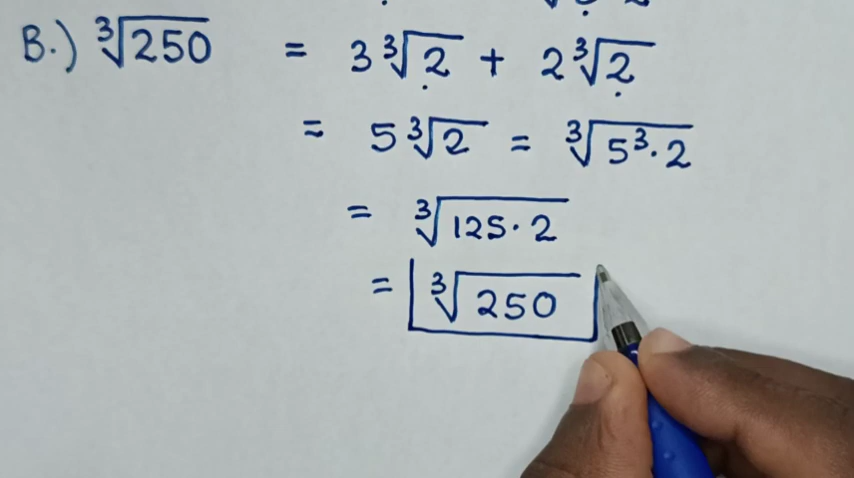 B.) ∛250 = 3∛2 + 2∛2
= 5∛2 = ∛(5³·2)
= ∛(125·2)
= ∛250